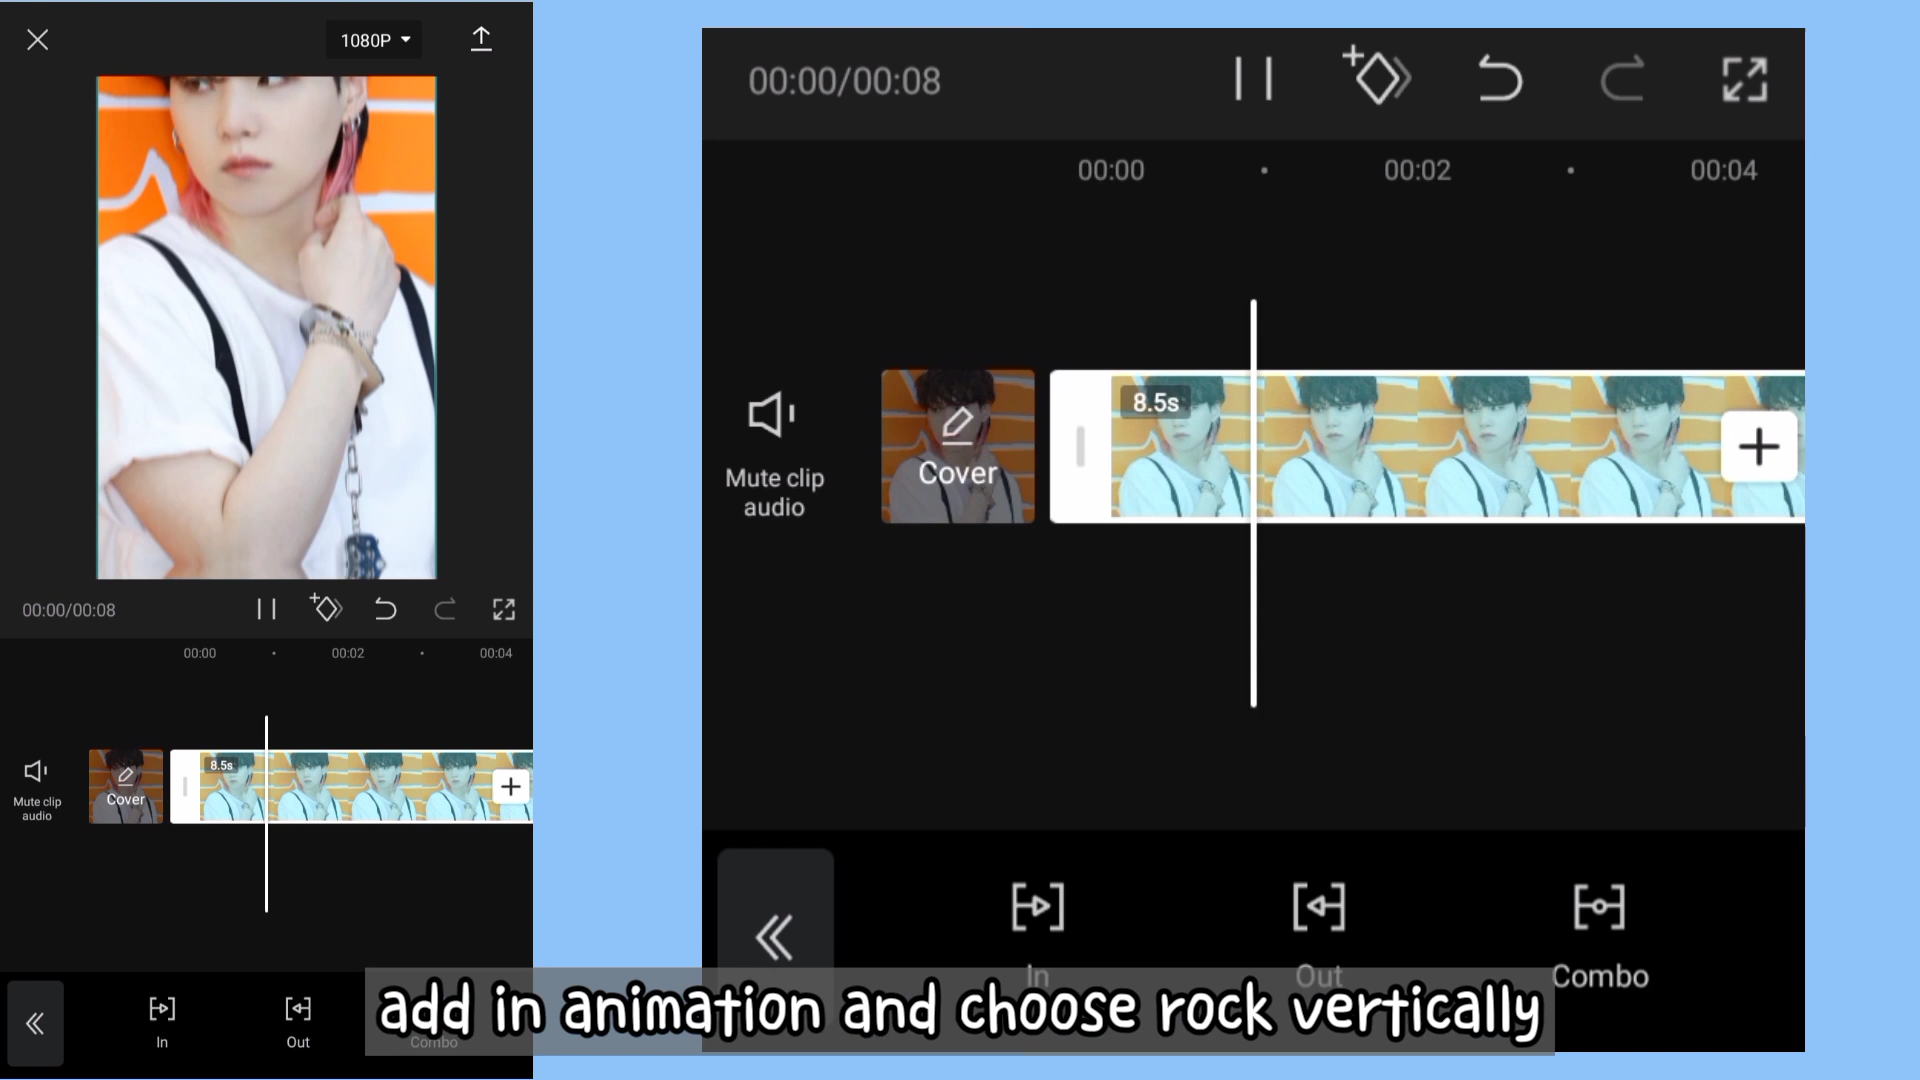 1080P
00:00/00:08
00:00 00:02 00:04
8.5s
Mute clip
audio
Cover
In Out Combo
00:00/00:08
00:00 00:02 00:04
8.5s
Mute clip
audio
Cover
In Out Combo
add in animation and choose rock vertically